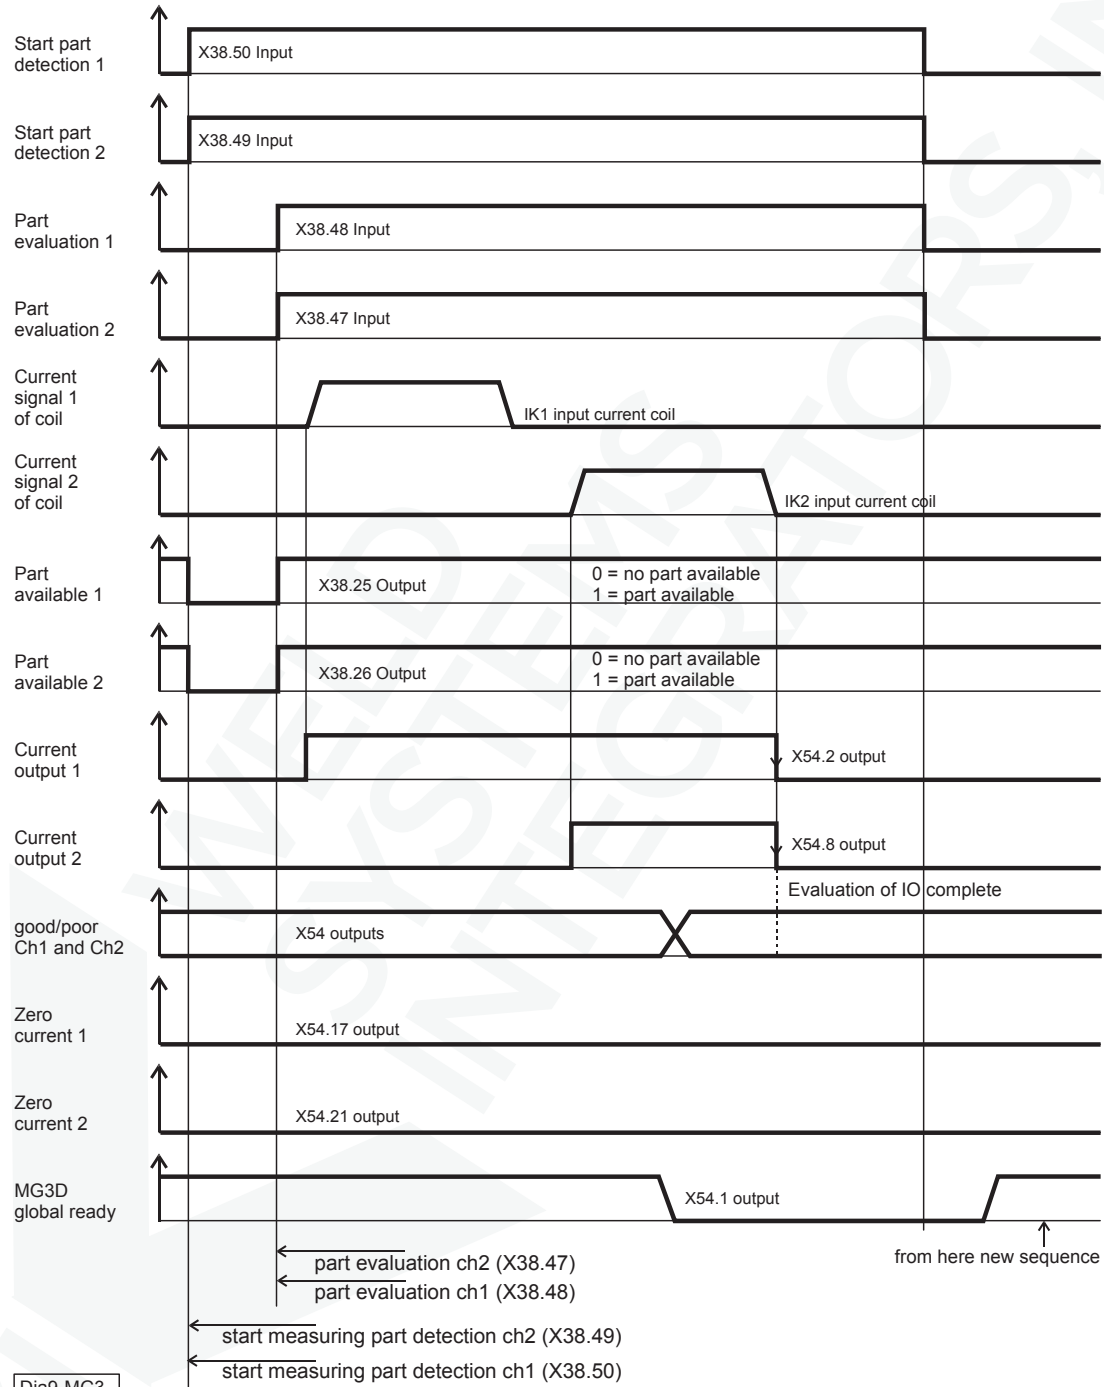 Start part
detection 1
X38.50 Input
Start part
detection 2
X38.49 Input
Part
evaluation 1
X38.48 Input
Part
evaluation 2
X38.47 Input
Current
signal 1
of coil
IK1 input current coil
Current
signal 2
of coil
IK2 input current coil
Part
available 1
X38.25 Output
0 = no part available
1 = part available
Part
available 2
X38.26 Output
0 = no part available
1 = part available
Current
output 1
X54.2 output
Current
output 2
X54.8 output
Evaluation of IO complete
good/poor
Ch1 and Ch2
X54 outputs
Zero
current 1
X54.17 output
Zero
current 2
X54.21 output
MG3D
global ready
X54.1 output
from here new sequence
part evaluation ch2 (X38.47)
part evaluation ch1 (X38.48)
start measuring part detection ch2 (X38.49)
start measuring part detection ch1 (X38.50)
Dia9-MG3
WELD
SYSTEMS
INTEGRATORS,